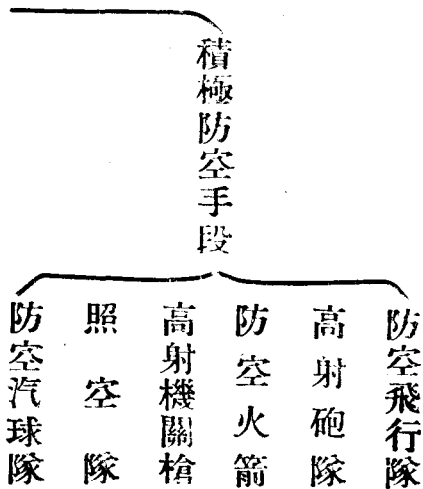 積極防空手段
防空飛行隊
高射砲隊
防空火箭
高射機關槍
照空隊
防空汽球隊